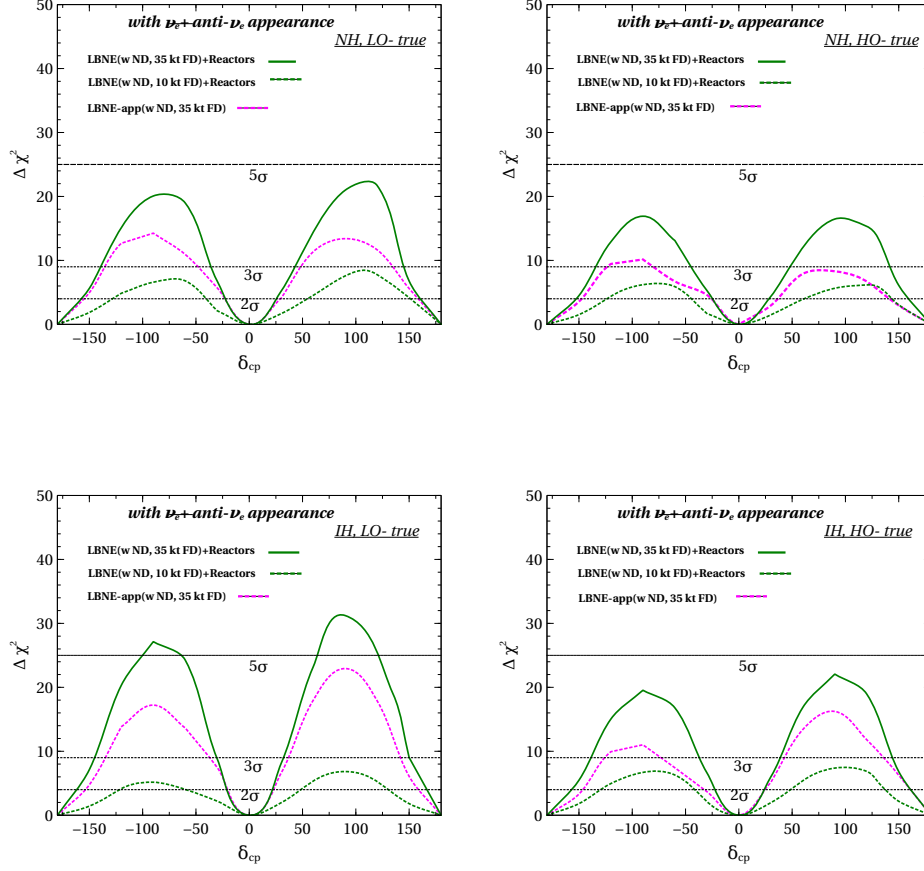 50
with νₑ+anti-νₑ appearance
NH, LO- true
40
LBNE(w ND, 35 kt FD)+Reactors
LBNE(w ND, 10 kt FD)+Reactors
LBNE-app(w ND, 35 kt FD)
30
Δ χ²
5σ
20
10
3σ
2σ
0
−150 −100 −50 0 50 100 150
δcp
50
with νₑ+anti-νₑ appearance
NH, HO- true
40
LBNE(w ND, 35 kt FD)+Reactors
LBNE(w ND, 10 kt FD)+Reactors
LBNE-app(w ND, 35 kt FD)
30
Δ χ²
5σ
20
10
3σ
2σ
0
−150 −100 −50 0 50 100 150
δcp
50
with νₑ+anti-νₑ appearance
IH, LO- true
40
LBNE(w ND, 35 kt FD)+Reactors
LBNE(w ND, 10 kt FD)+Reactors
LBNE-app(w ND, 35 kt FD)
30
Δ χ²
5σ
20
10
3σ
2σ
0
−150 −100 −50 0 50 100 150
δcp
50
with νₑ+anti-νₑ appearance
IH, HO- true
40
LBNE(w ND, 35 kt FD)+Reactors
LBNE(w ND, 10 kt FD)+Reactors
LBNE-app(w ND, 35 kt FD)
30
Δ χ²
5σ
20
10
3σ
2σ
0
−150 −100 −50 0 50 100 150
δcp